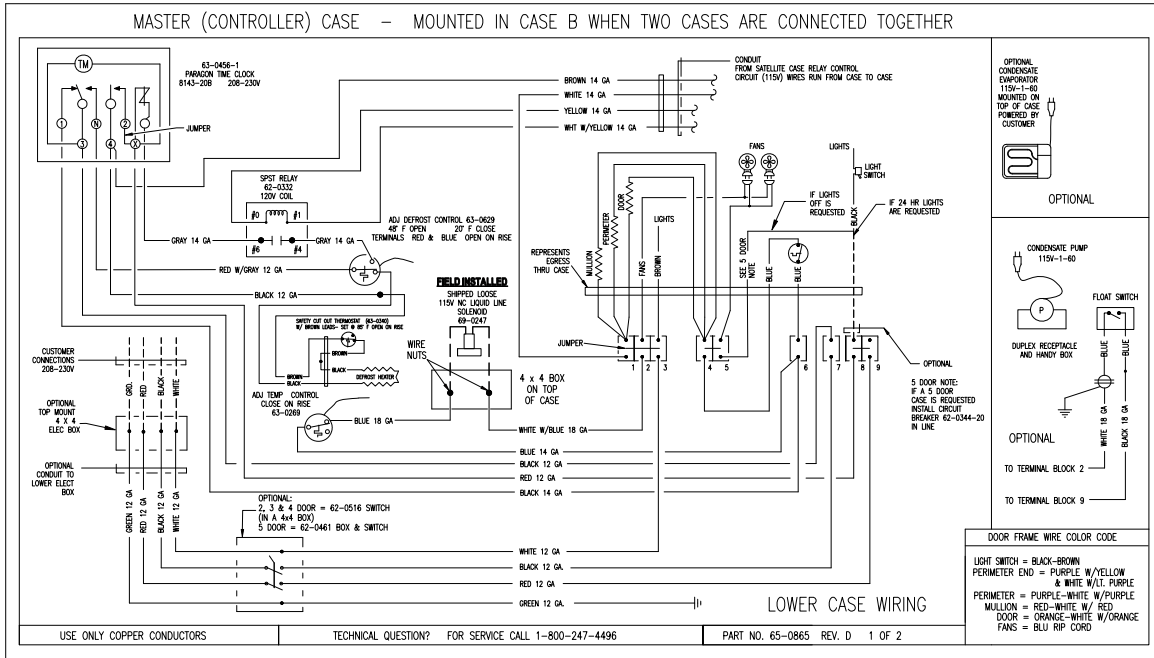 MASTER (CONTROLLER) CASE – MOUNTED IN CASE B WHEN TWO CASES ARE CONNECTED TOGETHER
TM
63-0456-1
PARAGON TIME CLOCK
8143-20B 208-230V
1
N
2
3
4
X
JUMPER
CONDUIT
FROM SATELLITE CASE RELAY CONTROL
CIRCUIT (115V) WIRES RUN FROM CASE TO CASE
BROWN 14 GA
WHITE 14 GA
YELLOW 14 GA
WHT W/YELLOW 14 GA
SPST RELAY
62-0332
120V COIL
#0
#1
#6
#4
GRAY 14 GA
GRAY 14 GA
ADJ DEFROST CONTROL 63-0629
48° F OPEN 20° F CLOSE
TERMINALS RED & BLUE OPEN ON RISE
RED W/GRAY 12 GA
BLACK 12 GA
SAFETY CUT OUT THERMOSTAT (63-0340)
W/ BROWN LEADS- SET @ 85° F OPEN ON RISE
BROWN
BLACK
BROWN
BLACK
DEFROST HEATER
ADJ TEMP CONTROL
CLOSE ON RISE
63-0269
BLUE 18 GA
FIELD INSTALLED
SHIPPED LOOSE
115V NC LIQUID LINE
SOLENOID
69-0247
WIRE
NUTS
4 x 4 BOX
ON TOP
OF CASE
WHITE W/BLUE 18 GA
BLUE 14 GA
BLACK 12 GA
RED 12 GA
BLACK 14 GA
FANS
LIGHTS
LIGHT
SWITCH
IF LIGHTS
OFF IS
REQUESTED
BLACK
IF 24 HR LIGHTS
ARE REQUESTED
REPRESENTS
EGRESS
THRU CASE
MULLION
PERIMETER
DOOR
FANS
LIGHTS
BROWN
SEE 5 DOOR
NOTE
BLUE
BLUE
JUMPER
1
2
3
4
5
6
7
8
9
OPTIONAL
5 DOOR NOTE:
IF A 5 DOOR
CASE IS REQUESTED
INSTALL CIRCUIT
BREAKER 62-0344-20
IN LINE
CUSTOMER
CONNECTIONS
208-230V
GRD.
RED
BLACK
WHITE
OPTIONAL
TOP MOUNT
4 X 4
ELEC BOX
OPTIONAL
CONDUIT TO
LOWER ELECT
BOX
GREEN 12 GA
RED 12 GA
BLACK 12 GA
WHITE 12 GA
OPTIONAL:
2, 3 & 4 DOOR = 62-0516 SWITCH
(IN A 4x4 BOX)
5 DOOR = 62-0461 BOX & SWITCH
WHITE 12 GA
BLACK 12 GA.
RED 12 GA
GREEN 12 GA.
LOWER CASE WIRING
OPTIONAL
CONDENSATE
EVAPORATOR
115V-1-60
MOUNTED ON
TOP OF CASE
POWERED BY
CUSTOMER
OPTIONAL
CONDENSATE PUMP
115V-1-60
P
FLOAT SWITCH
DUPLEX RECEPTACLE
AND HANDY BOX
BLUE
BLUE
OPTIONAL
WHITE 18 GA
BLACK 18 GA
TO TERMINAL BLOCK 2
TO TERMINAL BLOCK 9
DOOR FRAME WIRE COLOR CODE
LIGHT SWITCH = BLACK-BROWN
PERIMETER END = PURPLE W/YELLOW
& WHITE W/LT. PURPLE
PERIMETER = PURPLE-WHITE W/PURPLE
MULLION = RED-WHITE W/ RED
DOOR = ORANGE-WHITE W/ORANGE
FANS = BLU RIP CORD
USE ONLY COPPER CONDUCTORS
TECHNICAL QUESTION? FOR SERVICE CALL 1-800-247-4496
PART NO. 65-0865 REV. D 1 OF 2